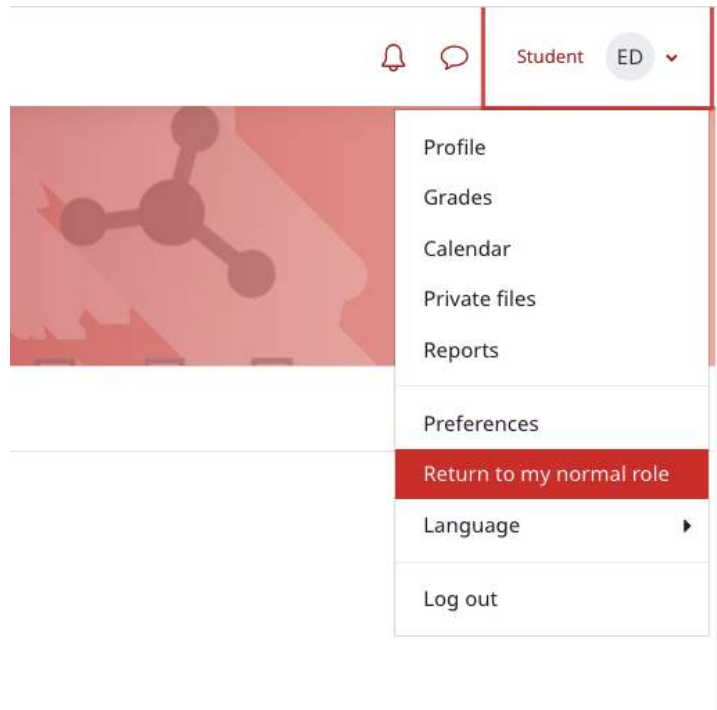 Student ED
Profile
Grades
Calendar
Private files
Reports
Preferences
Return to my normal role
Language
Log out